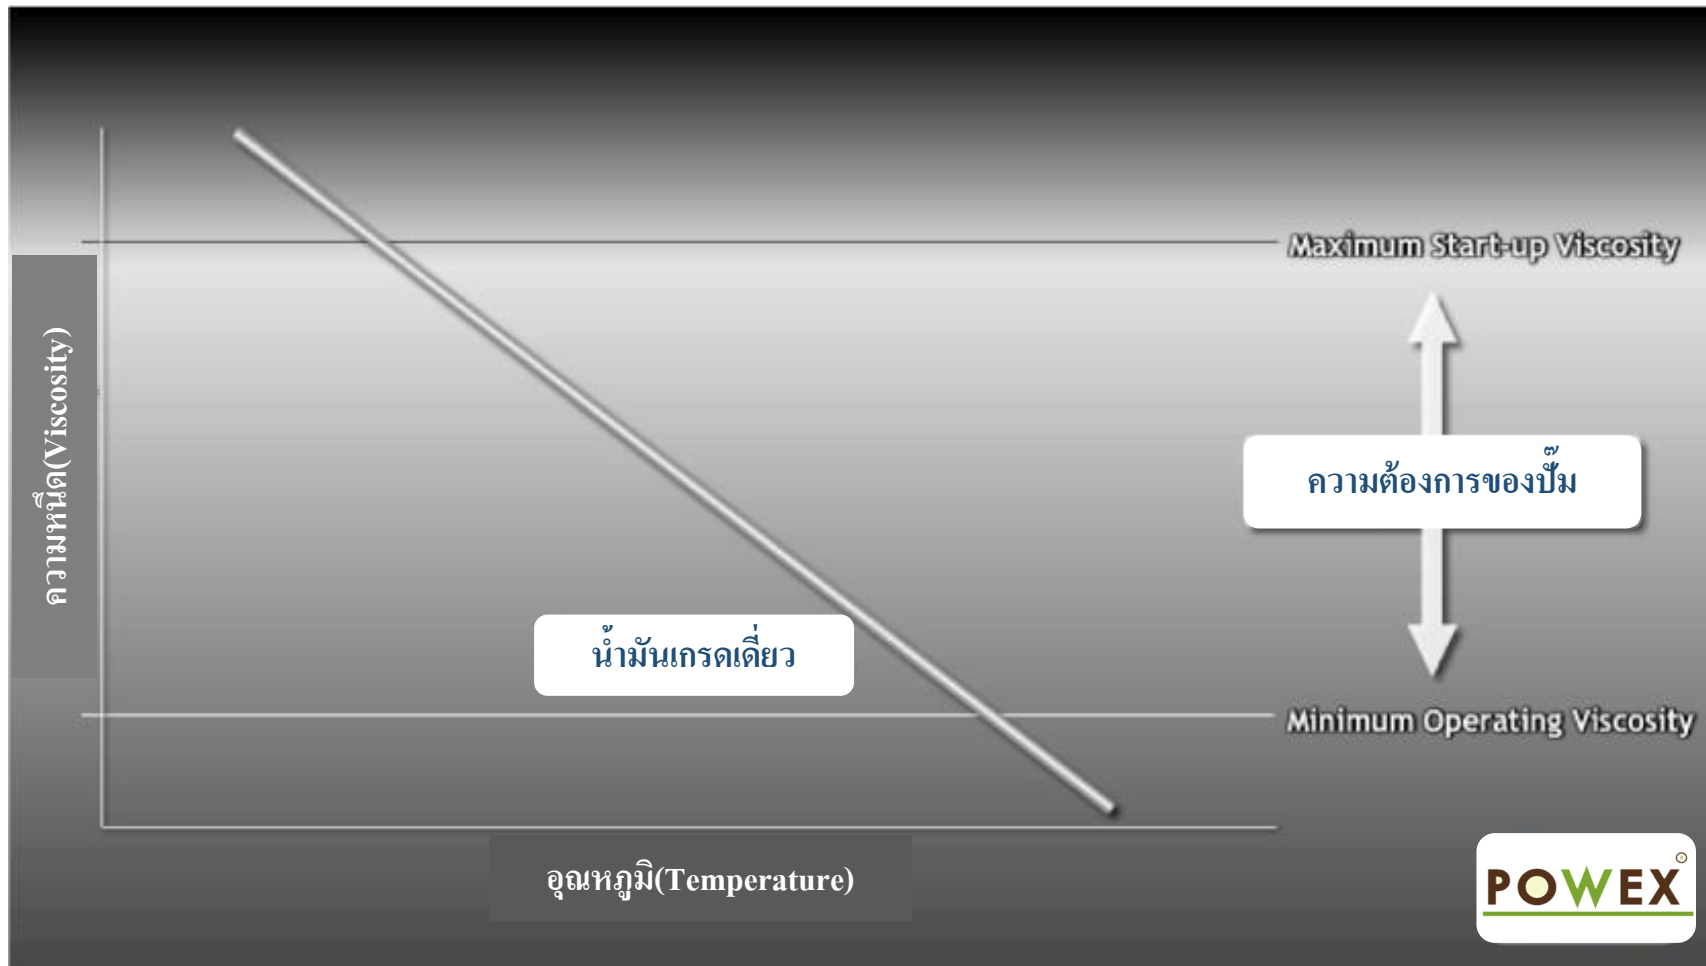 Maximum Start-up Viscosity
ความหนืด(Viscosity)
ความต้องการของปั๊ม
น้ำมันเกรดเดี่ยว
Minimum Operating Viscosity
อุณหภูมิ(Temperature)
POWEX®